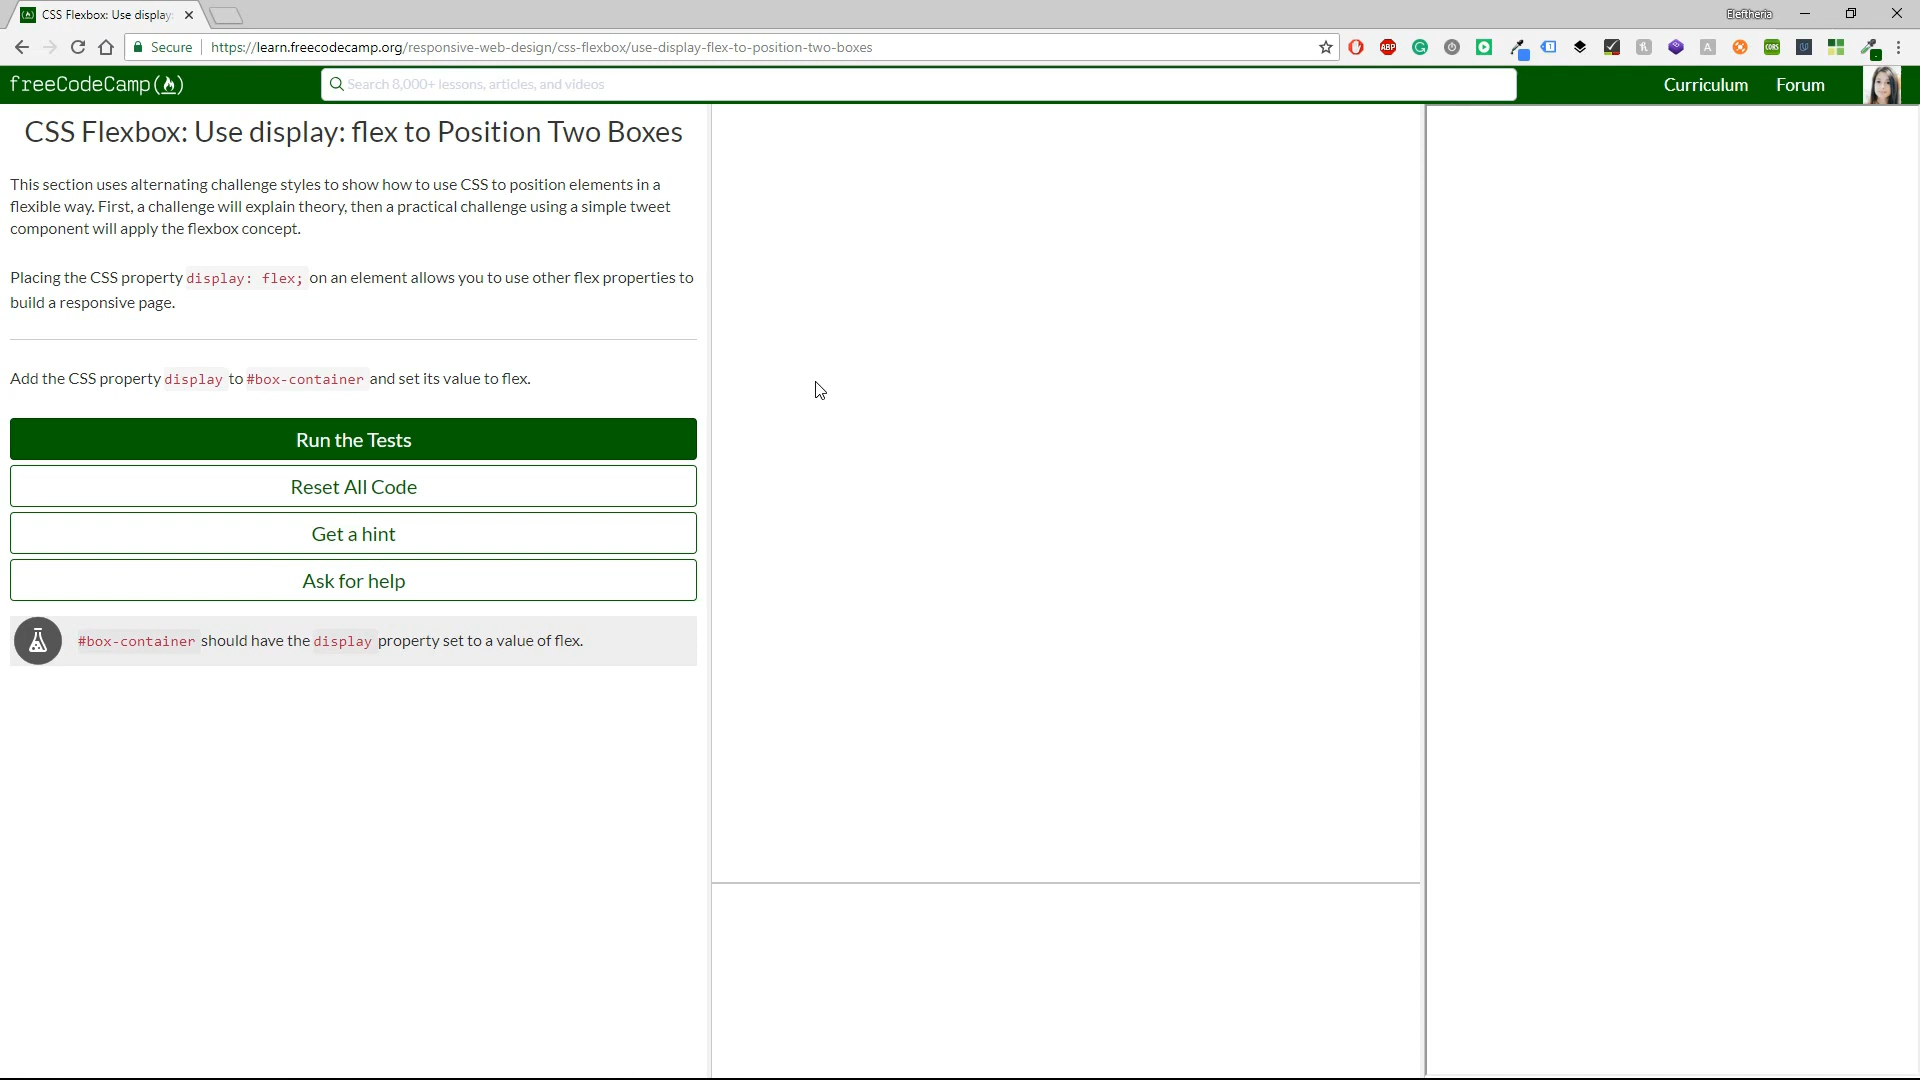 CSS Flexbox: Use display:
Eleftheria
Secure
https://learn.freecodecamp.org/responsive-web-design/css-flexbox/use-display-flex-to-position-two-boxes
ABP
CORS
freeCodeCamp
Search 8,000+ lessons, articles, and videos
Curriculum
Forum
CSS Flexbox: Use display: flex to Position Two Boxes
This section uses alternating challenge styles to show how to use CSS to position elements in a
flexible way. First, a challenge will explain theory, then a practical challenge using a simple tweet
component will apply the flexbox concept.
Placing the CSS property display: flex; on an element allows you to use other flex properties to
build a responsive page.
Add the CSS property display to #box-container and set its value to flex.
Run the Tests
Reset All Code
Get a hint
Ask for help
#box-container should have the display property set to a value of flex.